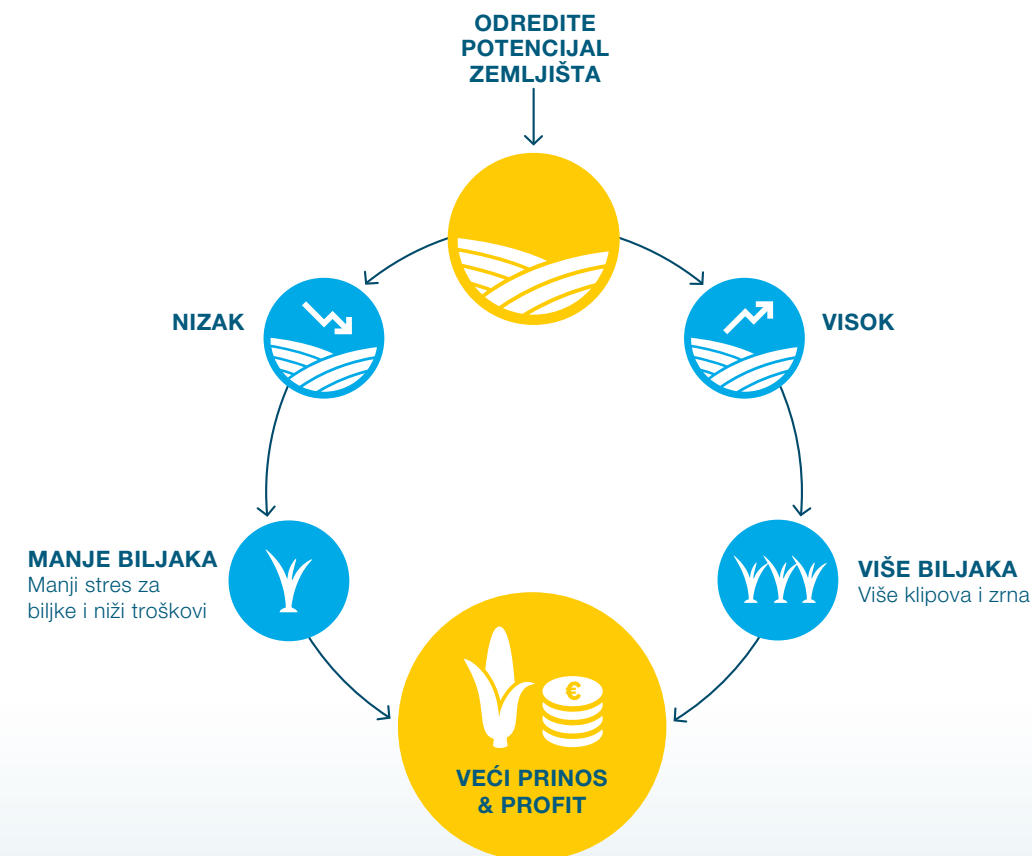 ODREDITE
POTENCIJAL
ZEMLJIŠTA
NIZAK
VISOK
MANJE BILJAKA
Manji stres za
biljke i niži troškovi
VIŠE BILJAKA
Više klipova i zrna
€
VEĆI PRINOS
& PROFIT